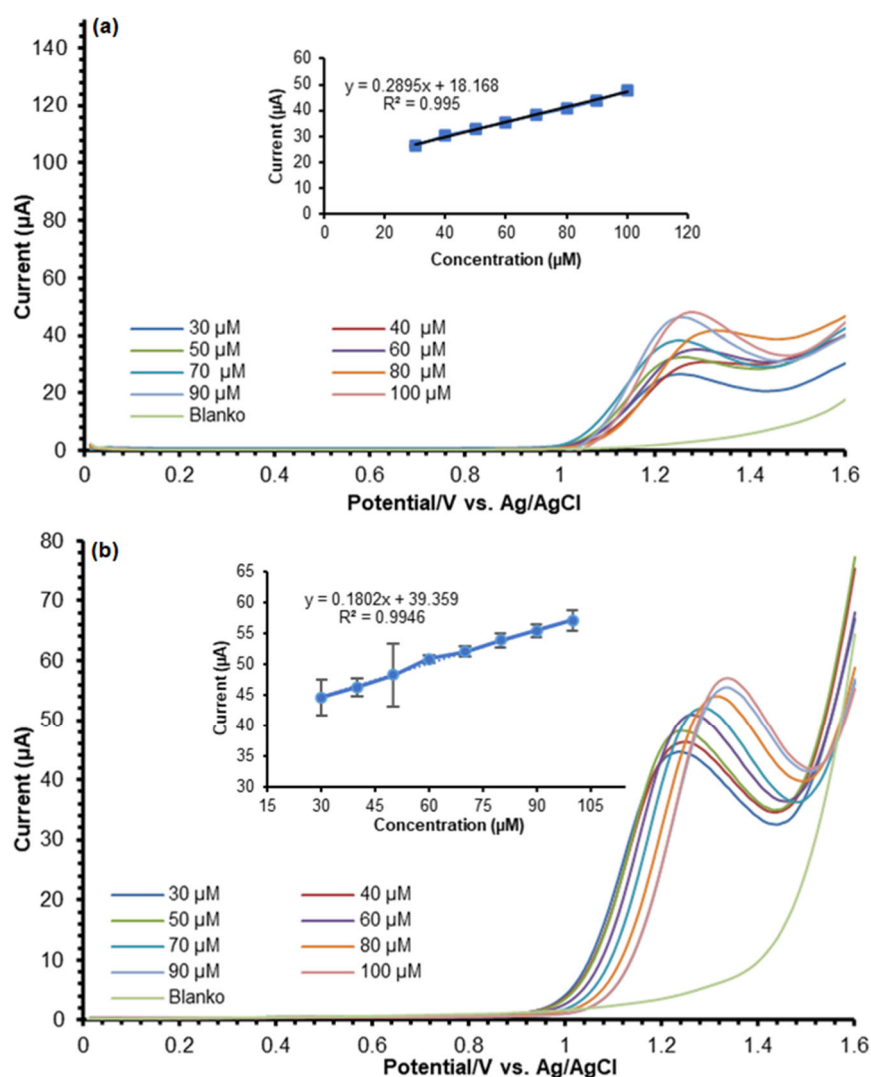 (a)
Current (µA)
140
120
100
80
60
40
20
0
y = 0.2895x + 18.168
R² = 0.995
Current (µA)
60
50
40
30
20
10
0
0 20 40 60 80 100 120
Concentration (µM)
30 µM 40 µM
50 µM 60 µM
70 µM 80 µM
90 µM 100 µM
Blanko
0 0.2 0.4 0.6 0.8 1 1.2 1.4 1.6
Potential/V vs. Ag/AgCl
(b)
Current (µA)
80
70
60
50
40
30
20
10
0
y = 0.1802x + 39.359
R² = 0.9946
Current (µA)
65
60
55
50
45
40
35
30
15 30 45 60 75 90 105
Concentration (µM)
30 µM 40 µM
50 µM 60 µM
70 µM 80 µM
90 µM 100 µM
Blanko
0 0.2 0.4 0.6 0.8 1 1.2 1.4 1.6
Potential/V vs. Ag/AgCl